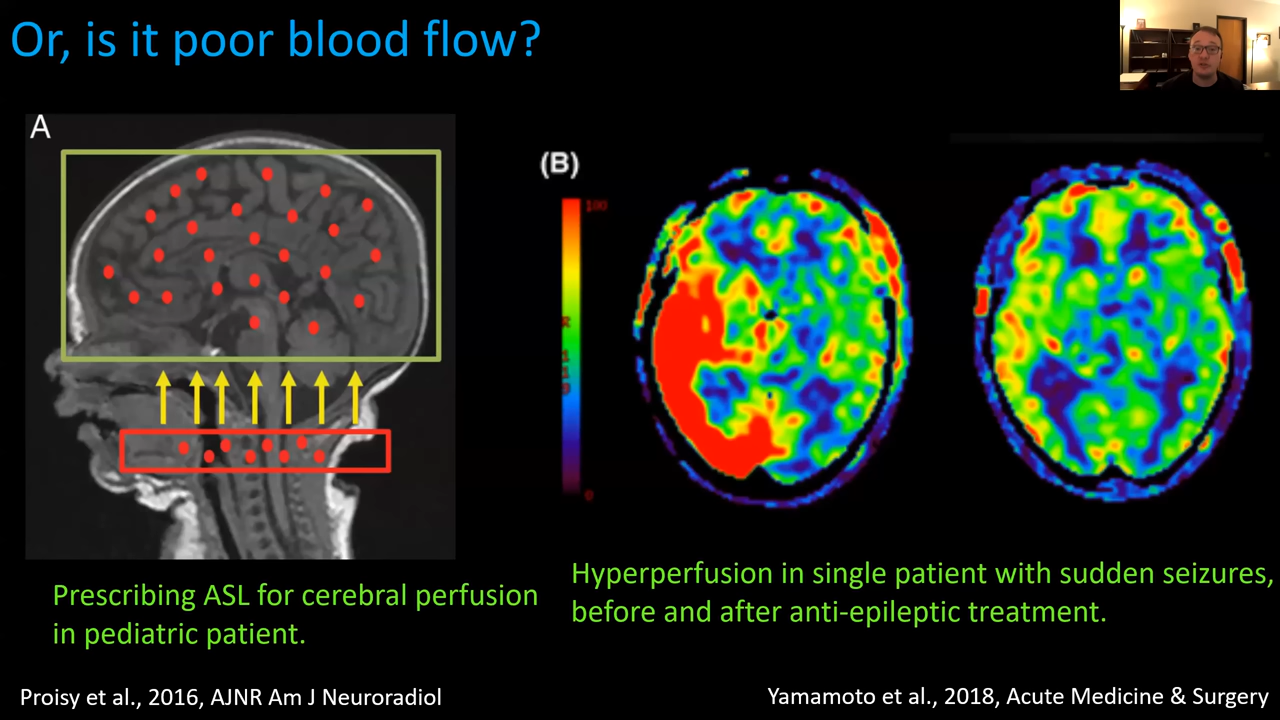 Or, is it poor blood flow?
A
(B)
100
0
Prescribing ASL for cerebral perfusion
in pediatric patient.
Hyperperfusion in single patient with sudden seizures,
before and after anti-epileptic treatment.
Proisy et al., 2016, AJNR Am J Neuroradiol
Yamamoto et al., 2018, Acute Medicine & Surgery